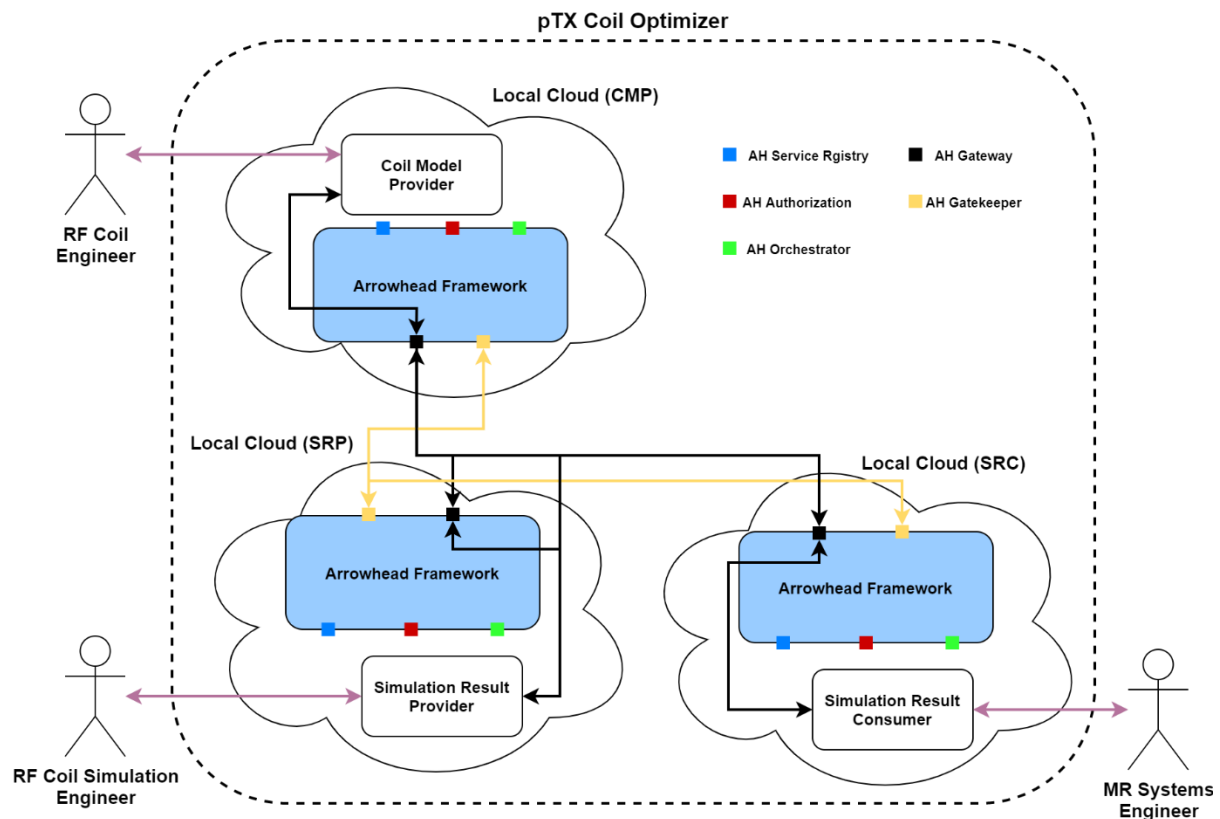 pTX Coil Optimizer
Local Cloud (CMP)
Coil Model
Provider
RF Coil
Engineer
Arrowhead Framework
AH Service Rgistry
AH Gateway
AH Authorization
AH Gatekeeper
AH Orchestrator
Local Cloud (SRP)
Local Cloud (SRC)
Arrowhead Framework
Arrowhead Framework
Simulation Result
Provider
Simulation Result
Consumer
RF Coil Simulation
Engineer
MR Systems
Engineer